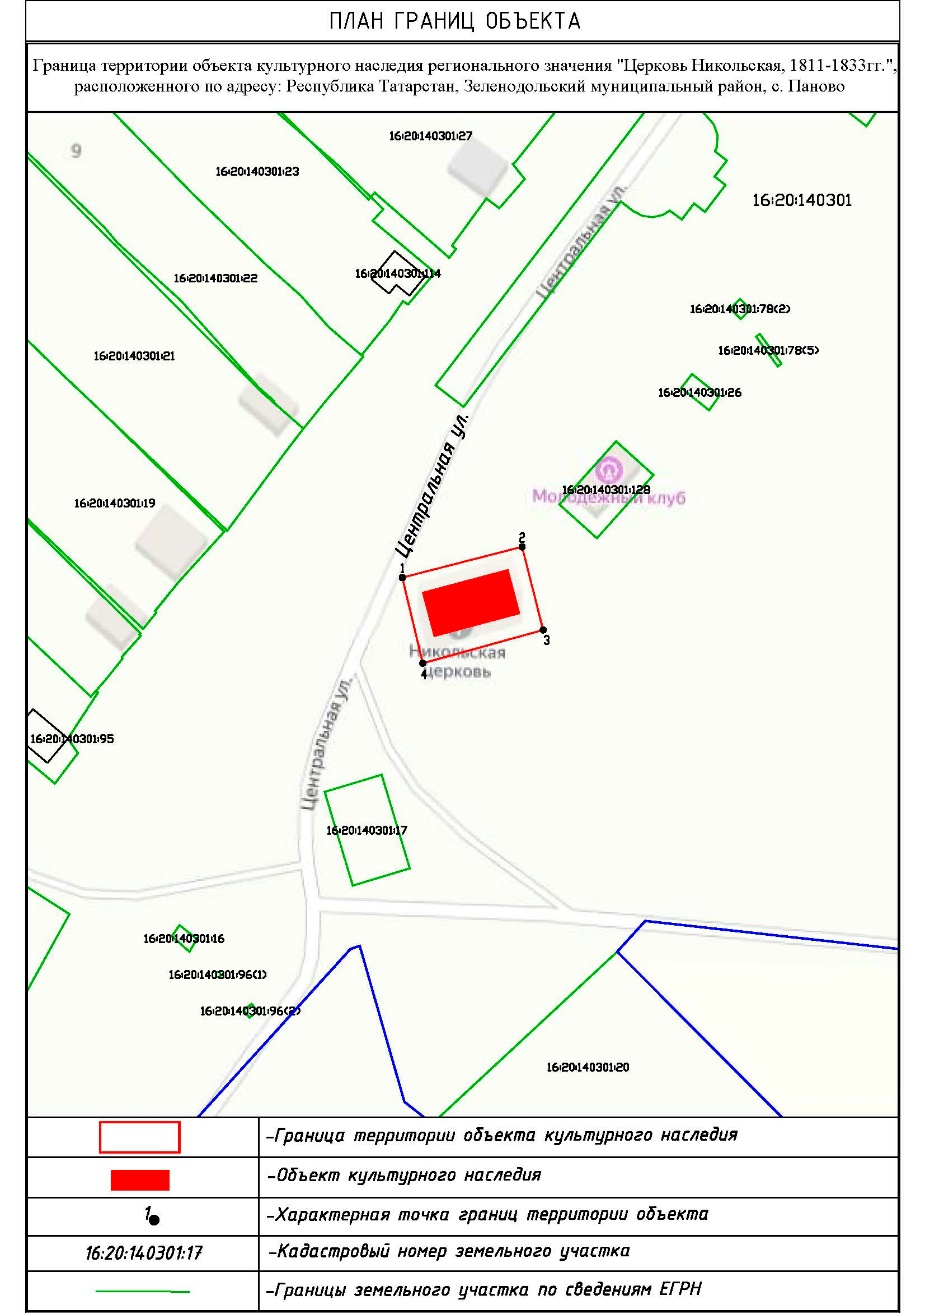 ПЛАН ГРАНИЦ ОБЪЕКТА
Граница территории объекта культурного наследия регионального значения "Церковь Никольская, 1811-1833гг.",
расположенного по адресу: Республика Татарстан, Зеленодольский муниципальный район, с. Паново
16:20:140301:27
9
16:20:140301:23
Центральная ул.
16:20:140301
16:20:140301:22
16:20:140301:114
16:20:140301:78(2)
16:20:140301:21
16:20:140301:78(5)
16:20:140301:26
Центральная ул.
16:20:140301:19
16:20:140301:128
Молодёжный клуб
1
2
3
4
Никольская
церковь
Центральная ул.
16:20:140301:95
16:20:140301:17
16:20:140301:16
16:20:140301:96(1)
16:20:140301:96(2)
16:20:140301:20
-Граница территории объекта культурного наследия
-Объект культурного наследия
1
-Характерная точка границ территории объекта
16:20:140301:17
-Кадастровый номер земельного участка
-Границы земельного участка по сведениям ЕГРН